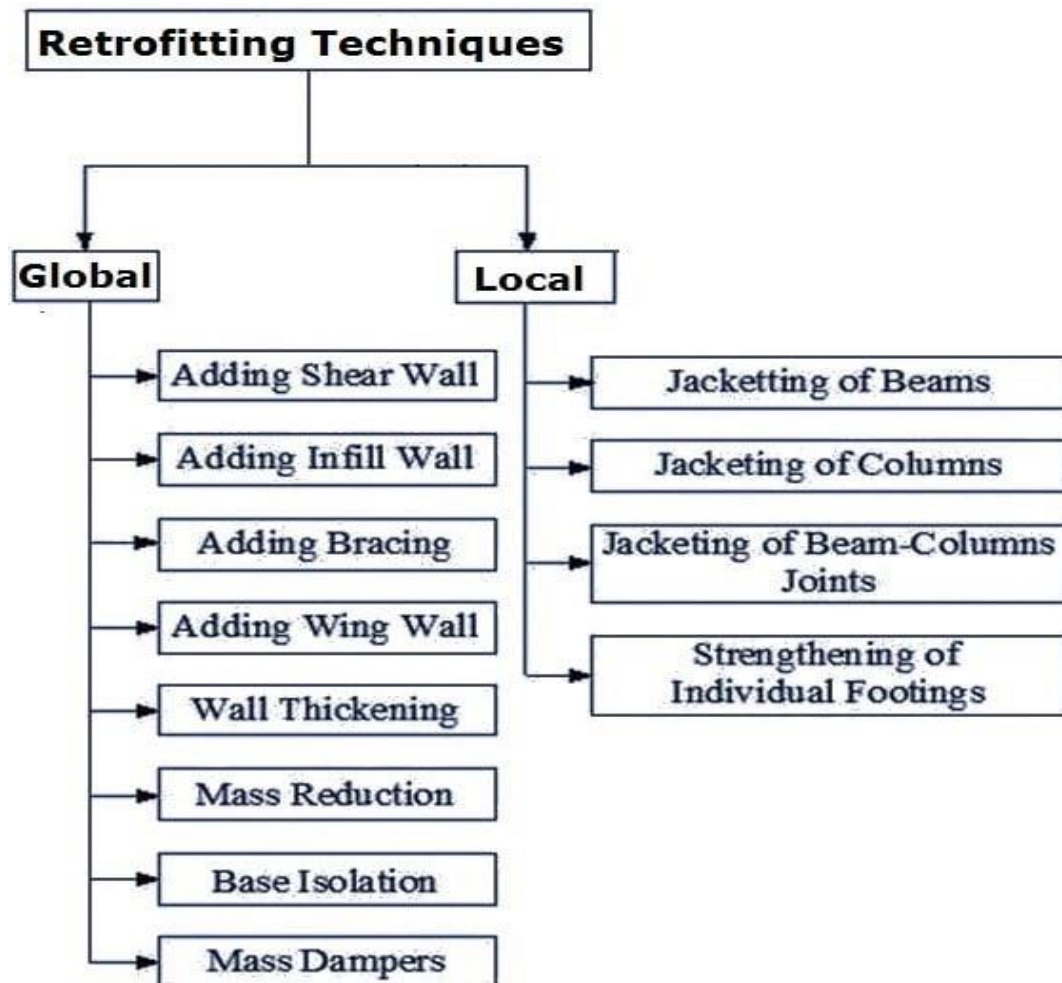 Retrofitting Techniques
Global
Local
Adding Shear Wall
Adding Infill Wall
Adding Bracing
Adding Wing Wall
Wall Thickening
Mass Reduction
Base Isolation
Mass Dampers
Jacketting of Beams
Jacketing of Columns
Jacketing of Beam-Columns
Joints
Strengthening of
Individual Footings